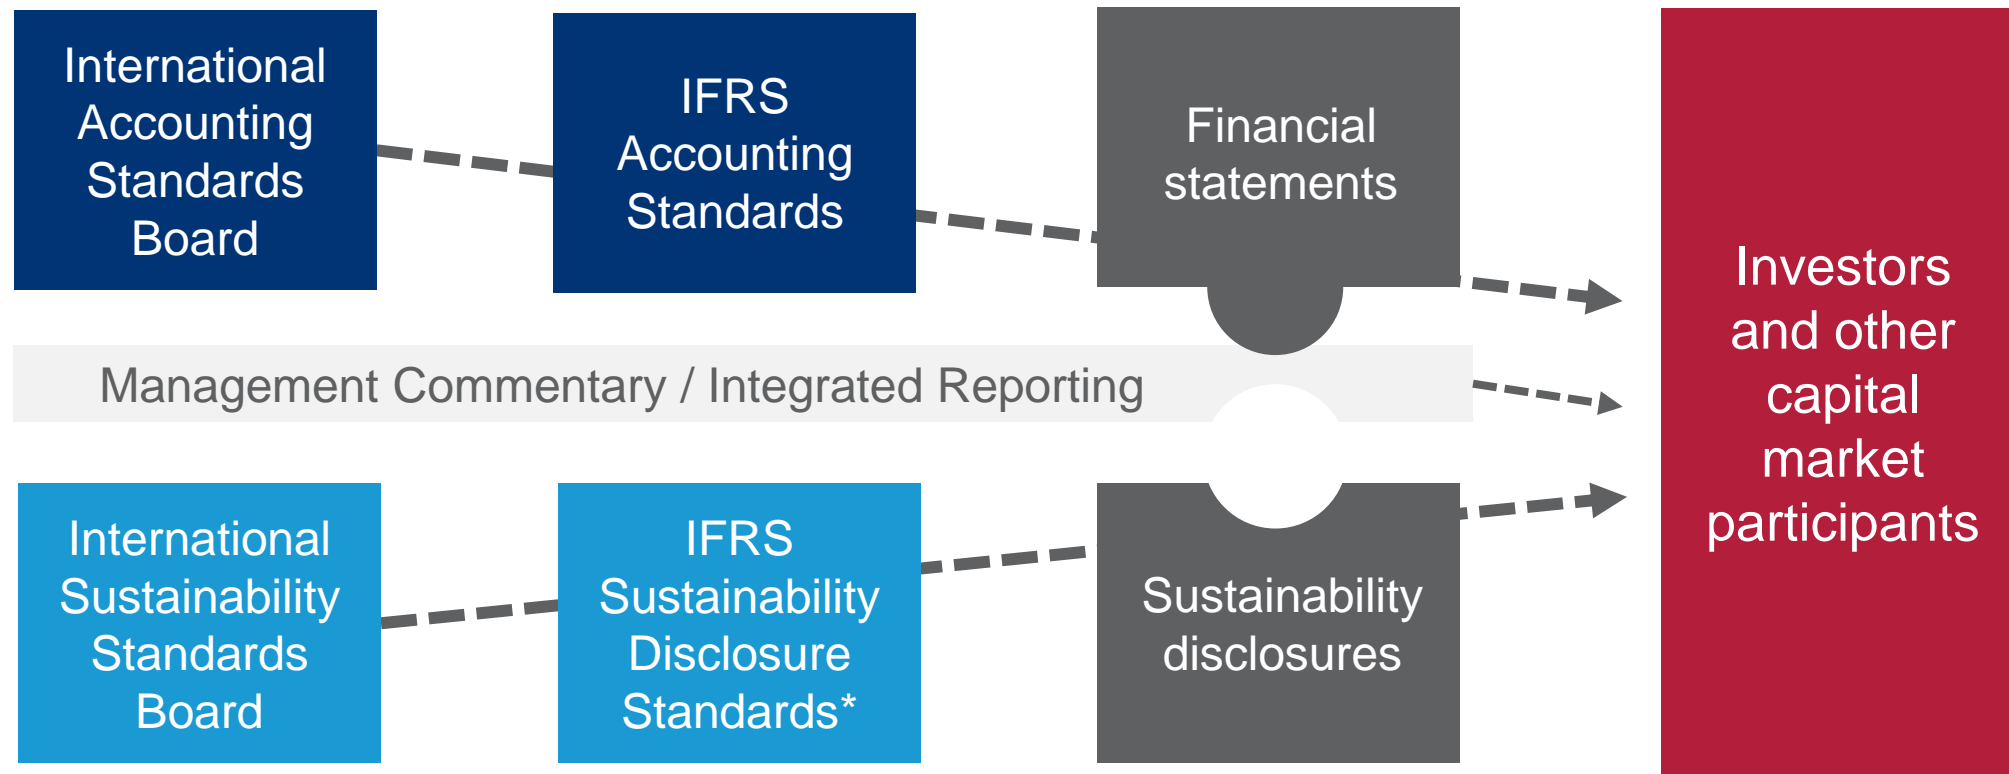 International
Accounting
Standards
Board
IFRS
Accounting
Standards
Financial
statements
Management Commentary / Integrated Reporting
International
Sustainability
Standards
Board
IFRS
Sustainability
Disclosure
Standards*
Sustainability
disclosures
Investors
and other
capital
market
participants